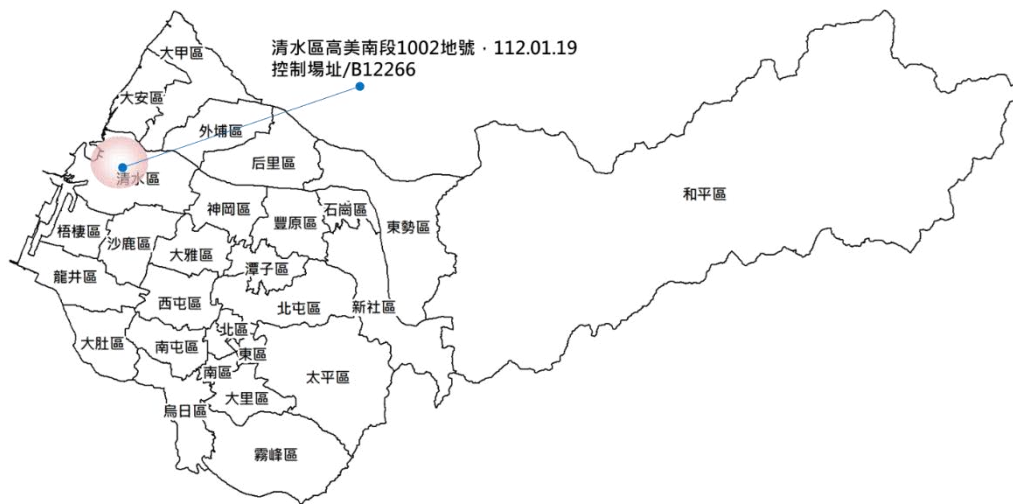 清水區高美南段1002地號，112.01.19
控制場址/B12266
大甲區
大安區
外埔區
后里區
清水區
神岡區
豐原區
石崗區
東勢區
和平區
梧棲區
沙鹿區
大雅區
潭子區
龍井區
西屯區
北屯區
新社區
大肚區
南屯區
北區
東區
南區
太平區
大里區
烏日區
霧峰區